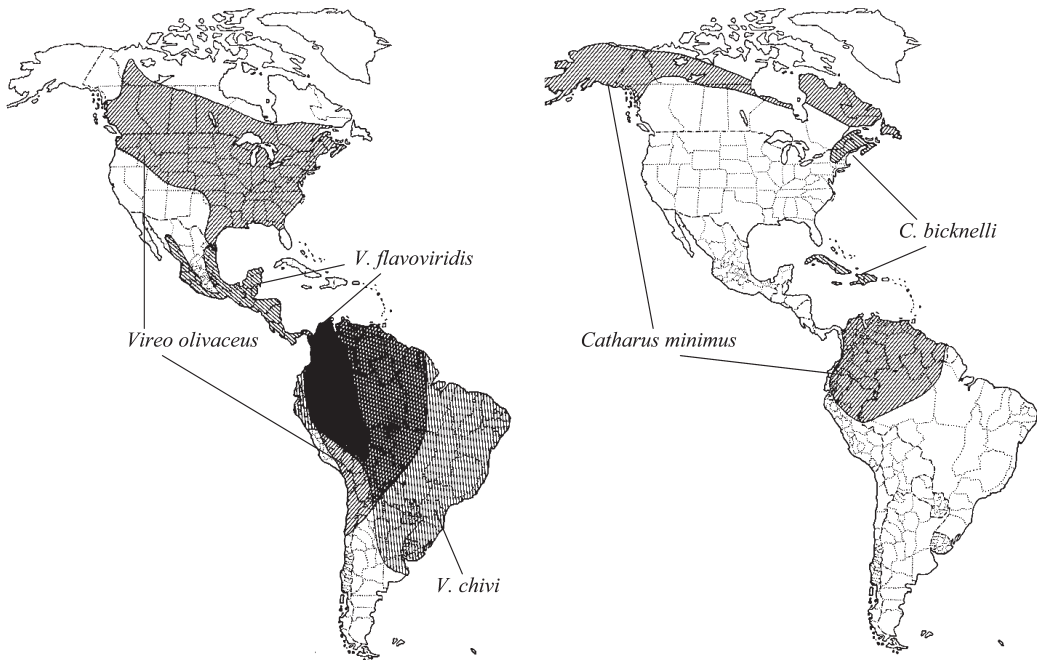 V. flavoviridis
Vireo olivaceus
V. chivi
C. bicknelli
Catharus minimus